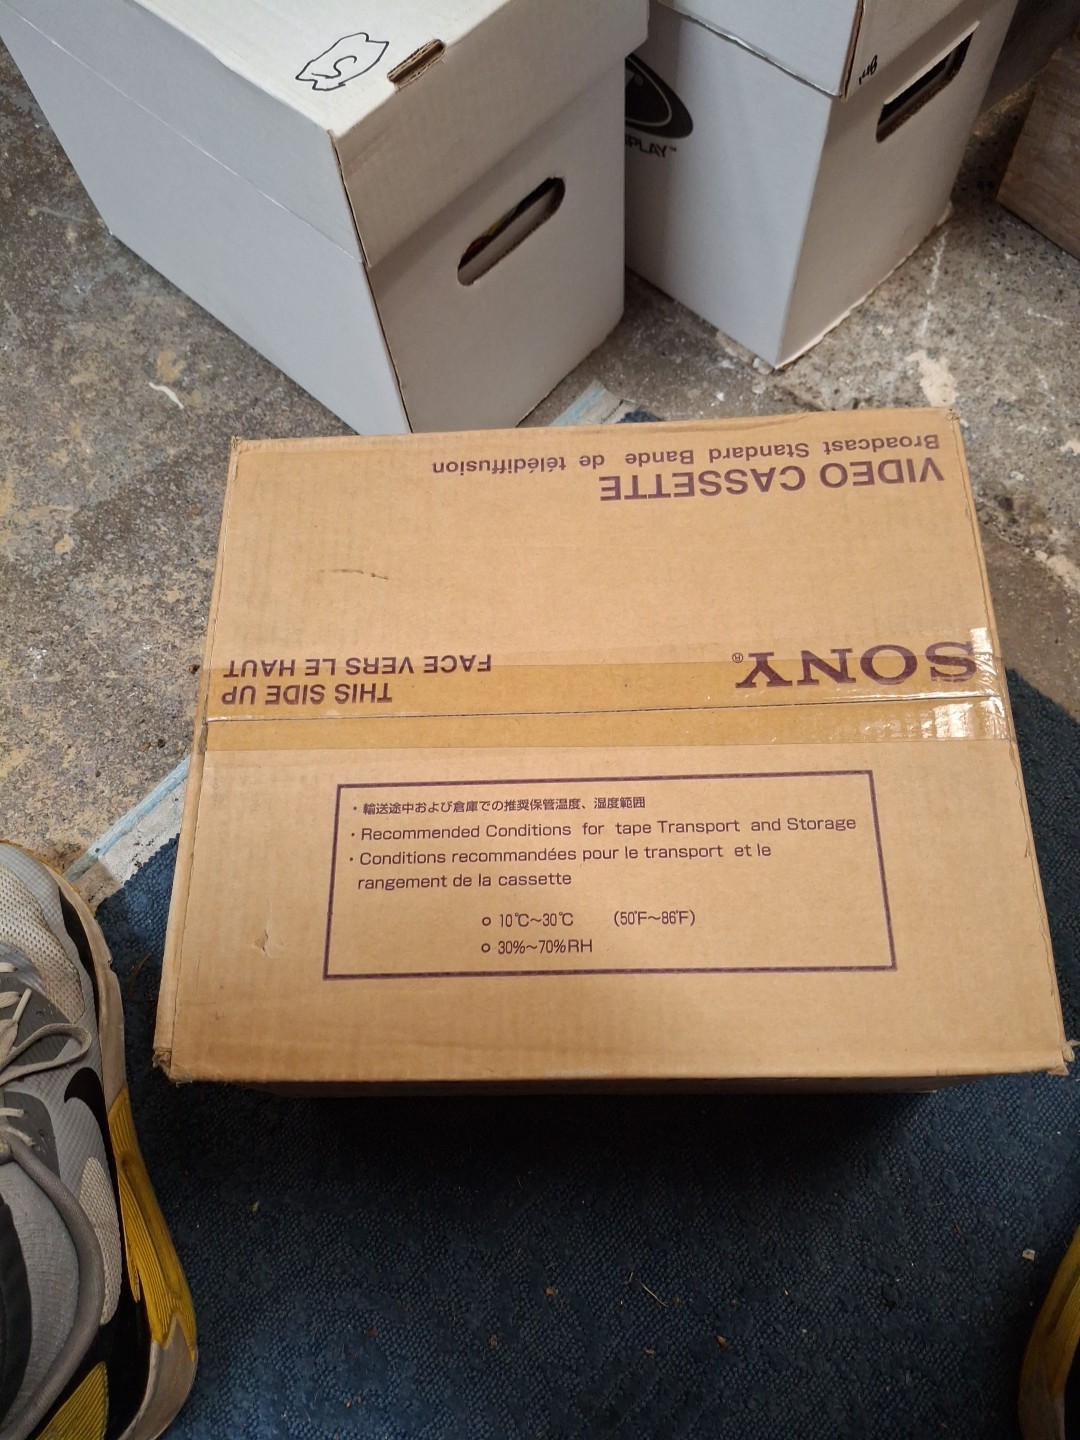 S
PLAY™
Broadcast Standard Bande de télédiffusion
VIDEO CASSETTE
SONY®
THIS SIDE UP
FACE VERS LE HAUT
・輸送途中および倉庫での推奨保管温度、湿度範囲
・Recommended Conditions for tape Transport and Storage
・Conditions recommandées pour le transport et le
rangement de la cassette
○ 10℃～30℃ (50℉～86℉)
○ 30%～70%RH